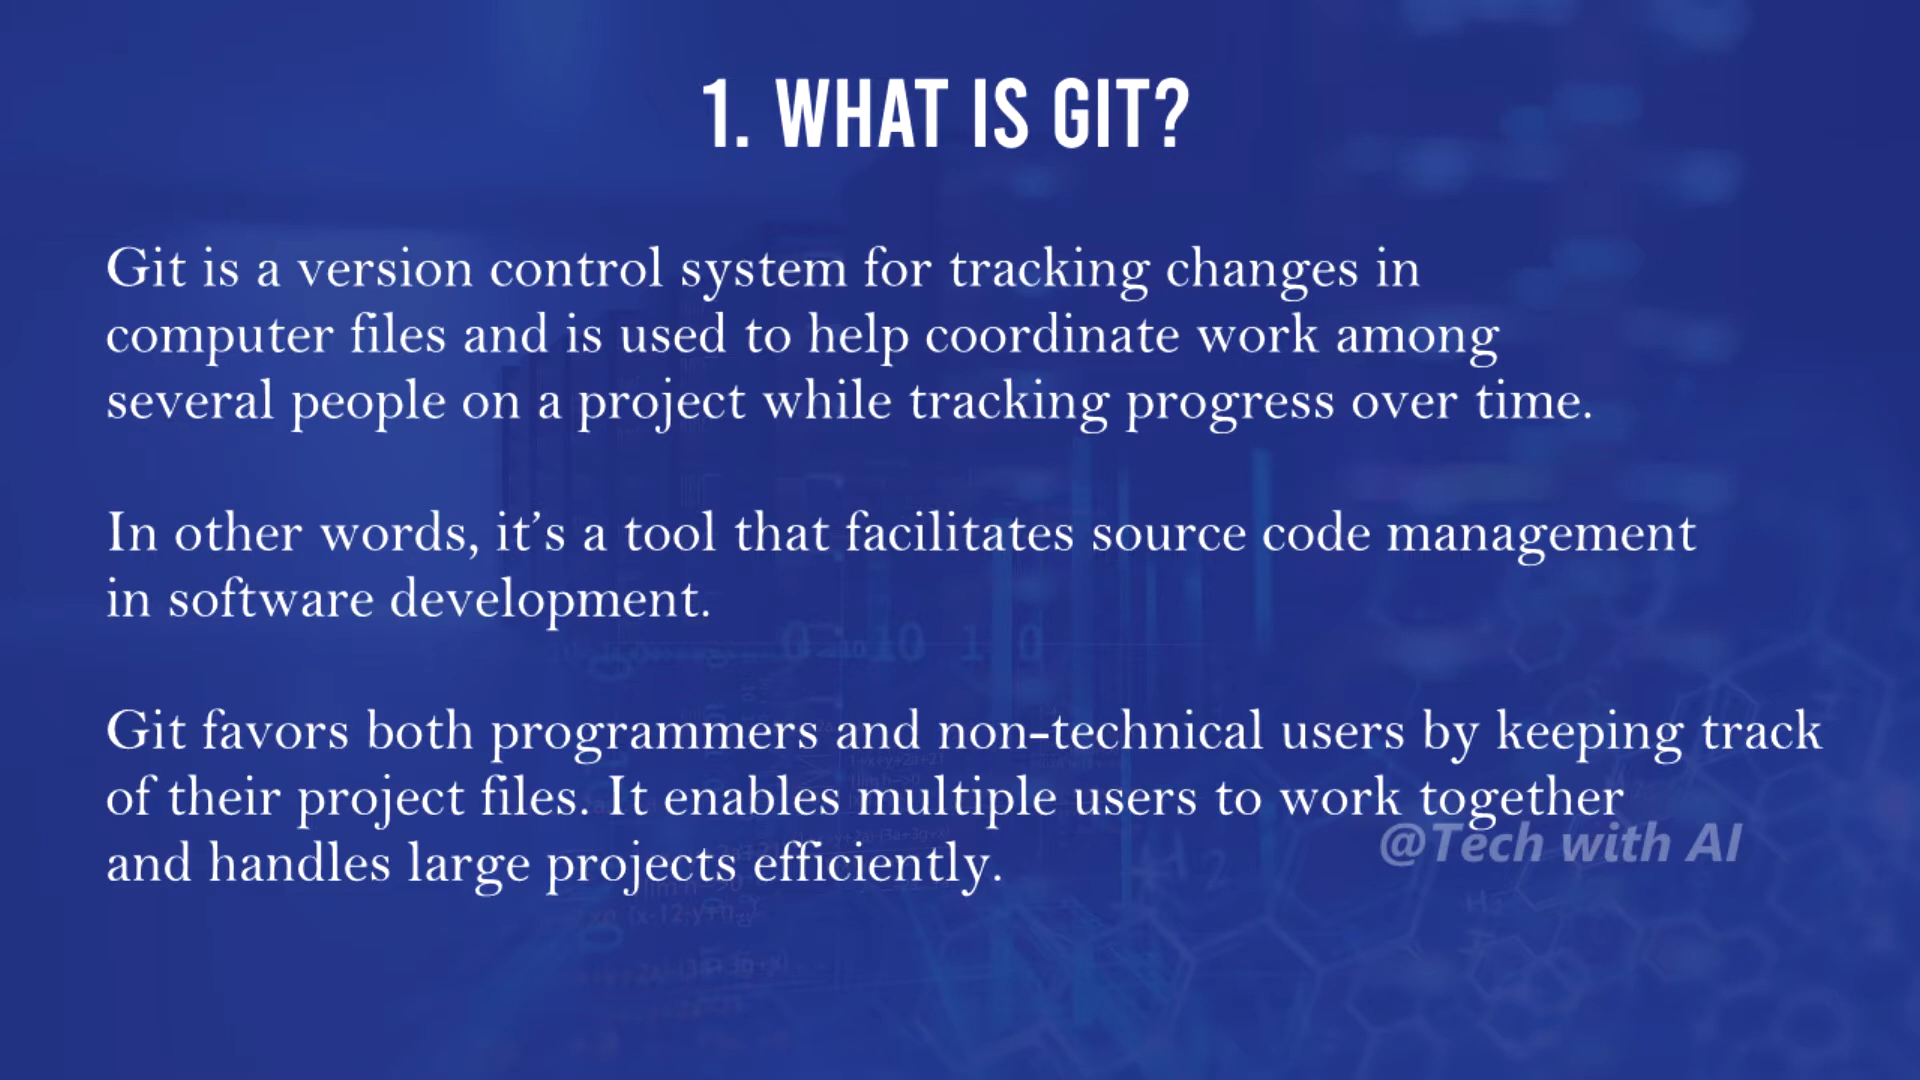 1. WHAT IS GIT?
Git is a version control system for tracking changes in
computer files and is used to help coordinate work among
several people on a project while tracking progress over time.
In other words, it’s a tool that facilitates source code management
in software development.
Git favors both programmers and non-technical users by keeping track
of their project files. It enables multiple users to work together
and handles large projects efficiently.
@Tech with AI